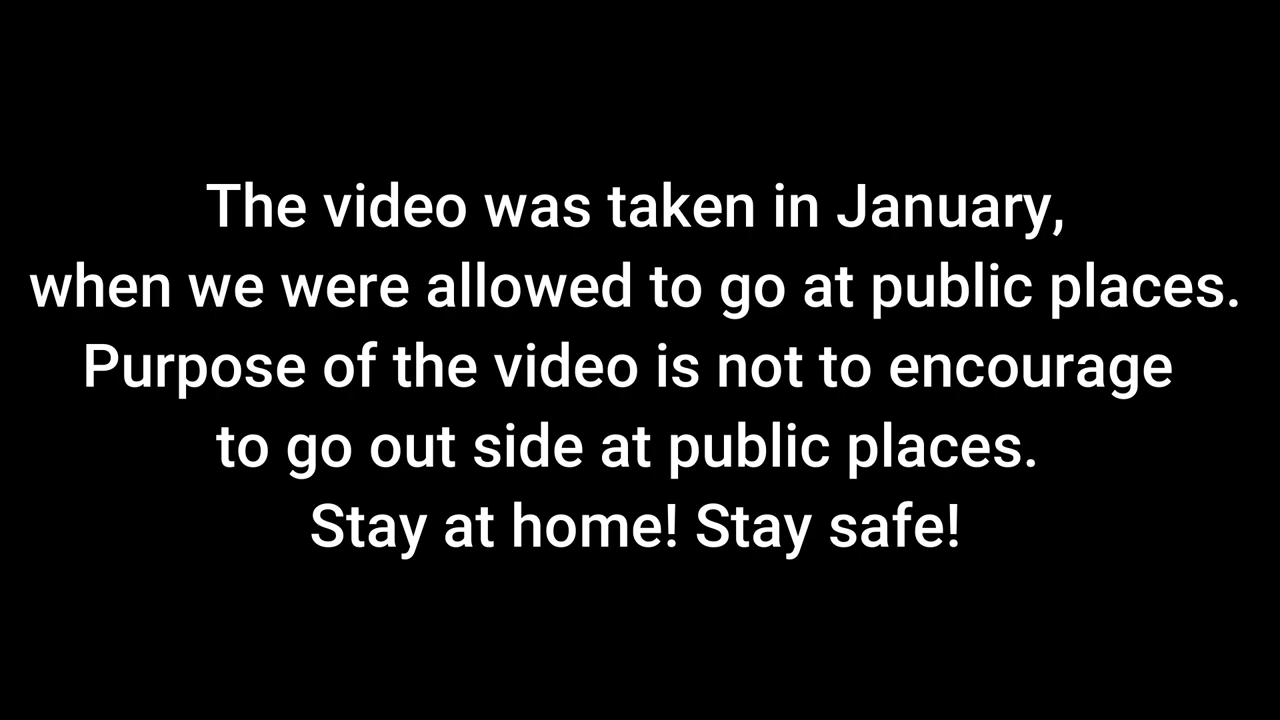 The video was taken in January,
when we were allowed to go at public places.
Purpose of the video is not to encourage
to go out side at public places.
Stay at home! Stay safe!